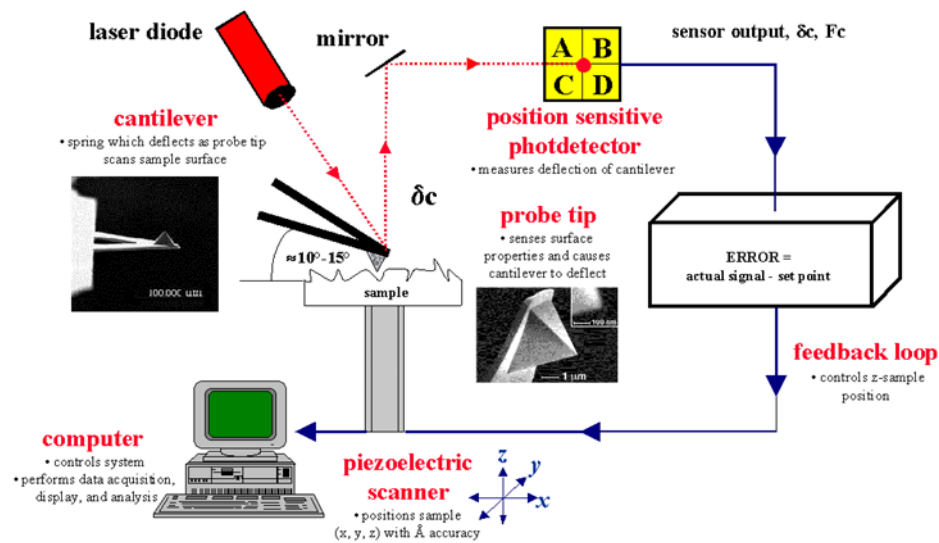 laser diode
mirror
A B
C D
sensor output, δc, Fc
cantilever
• spring which deflects as probe tip
scans sample surface
position sensitive
photdetector
• measures deflection of cantilever
δc
probe tip
• senses surface
properties and causes
cantilever to deflect
≈10°-15°
sample
100.000 um
100 nm
1 µm
ERROR =
actual signal - set point
feedback loop
• controls z-sample
position
computer
• controls system
• performs data acquisition,
display, and analysis
piezoelectric
scanner
• positions sample
(x, y, z) with Å accuracy
z
y
x